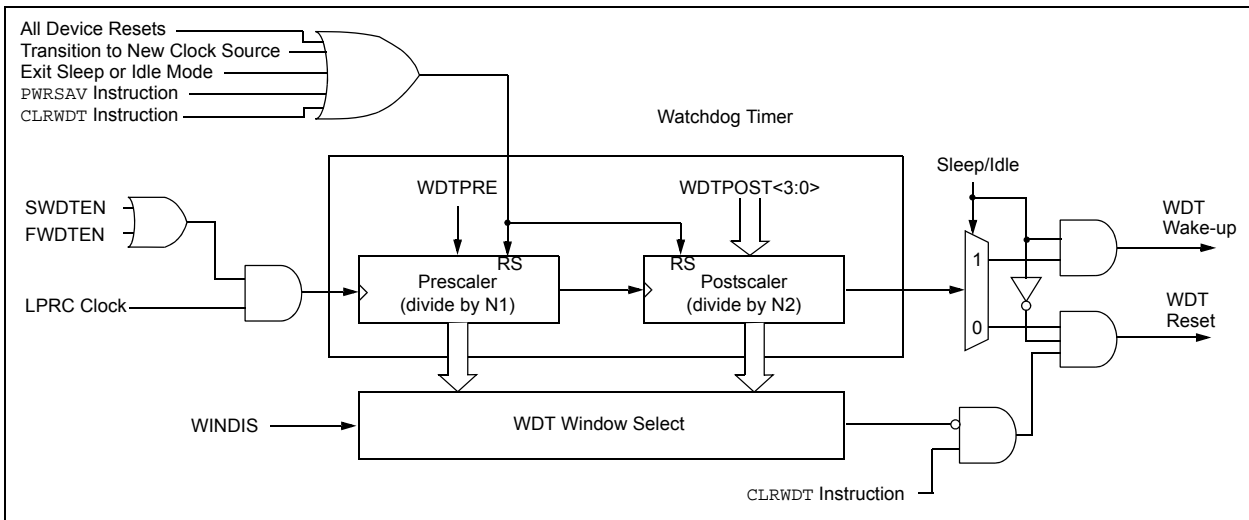 All Device Resets
Transition to New Clock Source
Exit Sleep or Idle Mode
PWRSAV Instruction
CLRWDT Instruction
Watchdog Timer
Sleep/Idle
WDTPRE
WDTPOST<3:0>
SWDTEN
FWDTEN
WDT
Wake-up
RS
RS
1
Prescaler
(divide by N1)
Postscaler
(divide by N2)
LPRC Clock
WDT
Reset
0
WINDIS
WDT Window Select
CLRWDT Instruction